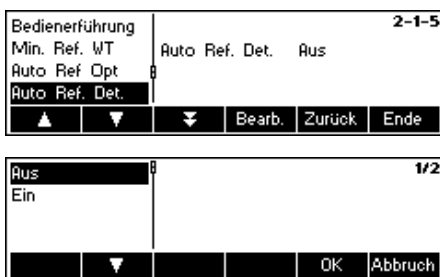 2-1-5
Bedienerführung
Min. Ref. WT
Auto Ref. Det. Aus
Auto Ref Opt
Auto Ref. Det.
Bearb. Zurück Ende
Aus 1/2
Ein
OK Abbruch